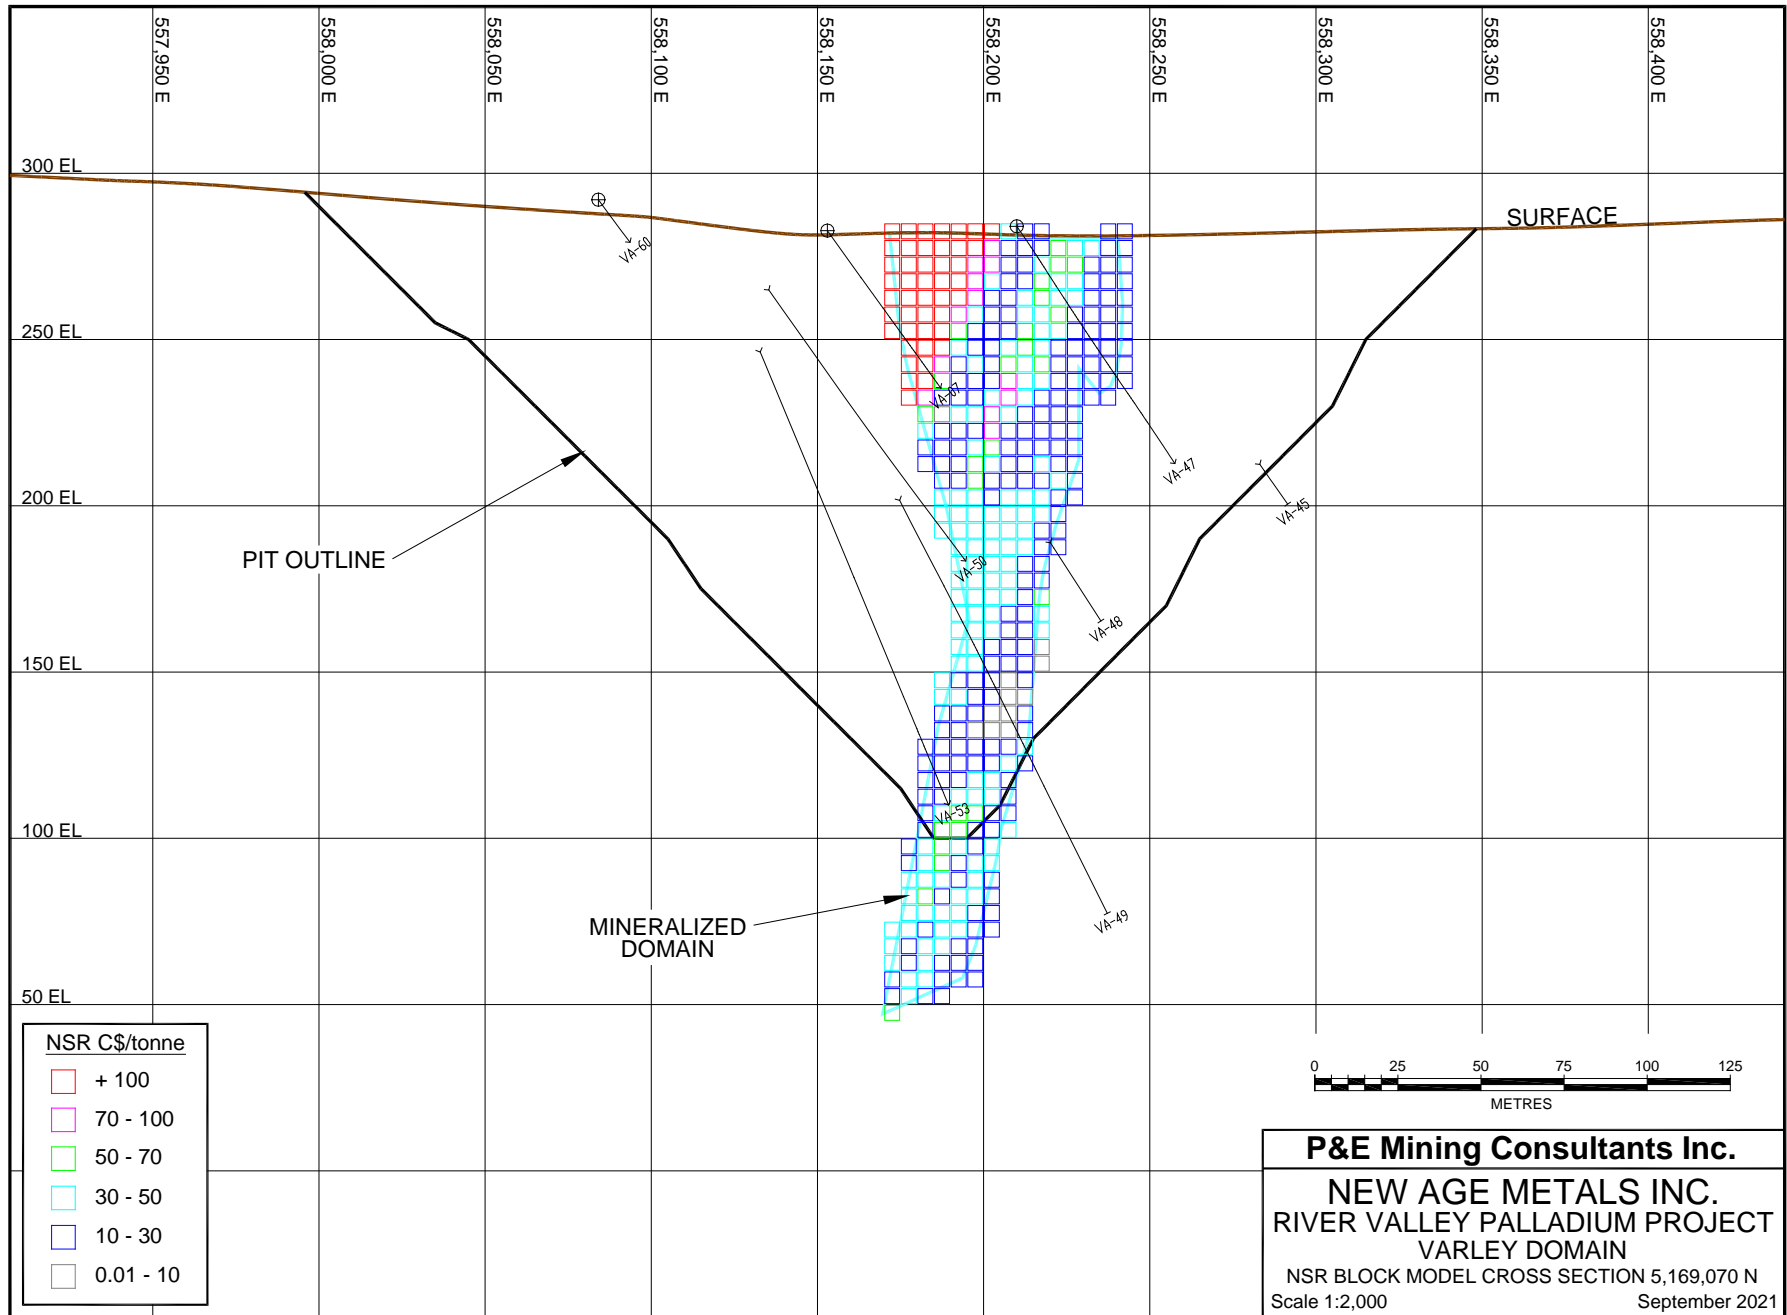 557,950 E
558,000 E
558,050 E
558,100 E
558,150 E
558,200 E
558,250 E
558,300 E
558,350 E
558,400 E
300 EL
SURFACE
VA-60
250 EL
VA-07
VA-47
200 EL
VA-45
PIT OUTLINE
VA-50
VA-48
150 EL
VA-53
100 EL
VA-49
MINERALIZED
DOMAIN
50 EL
NSR C$/tonne
+ 100
70 - 100
50 - 70
30 - 50
10 - 30
0.01 - 10
0 25 50 75 100 125
METRES
P&E Mining Consultants Inc.
NEW AGE METALS INC.
RIVER VALLEY PALLADIUM PROJECT
VARLEY DOMAIN
NSR BLOCK MODEL CROSS SECTION 5,169,070 N
Scale 1:2,000 September 2021